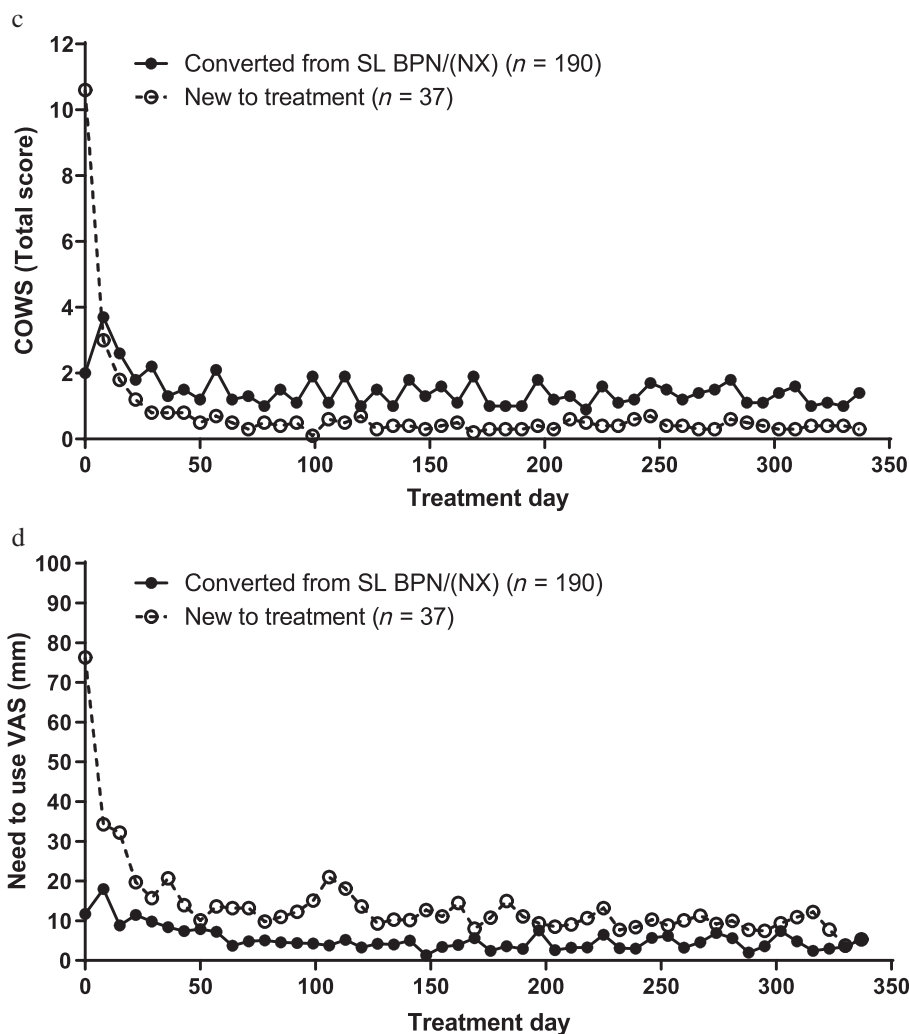 c
12
10
8
6
4
2
0
COWS (Total score)
Converted from SL BPN/(NX) (n = 190)
New to treatment (n = 37)
0 50 100 150 200 250 300 350
Treatment day
d
100
90
80
70
60
50
40
30
20
10
0
Need to use VAS (mm)
Converted from SL BPN/(NX) (n = 190)
New to treatment (n = 37)
0 50 100 150 200 250 300 350
Treatment day